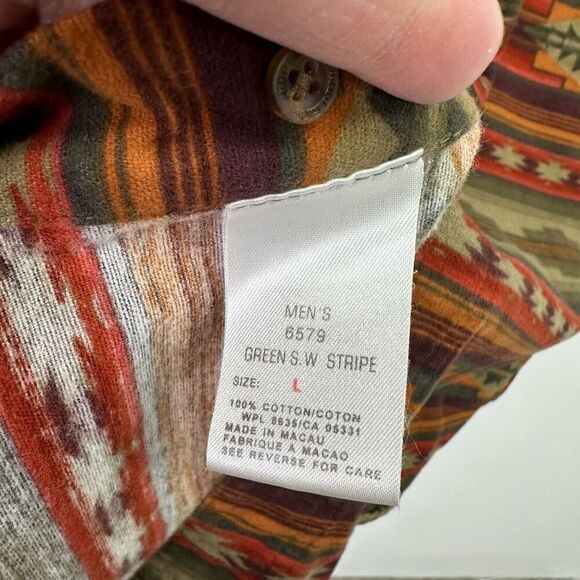 MEN'S
6579
GREEN S.W STRIPE
SIZE: L
100% COTTON/COTON
WPL 8635/CA 05331
MADE IN MACAU
FABRIQUE A MACAO
SEE REVERSE FOR CARE